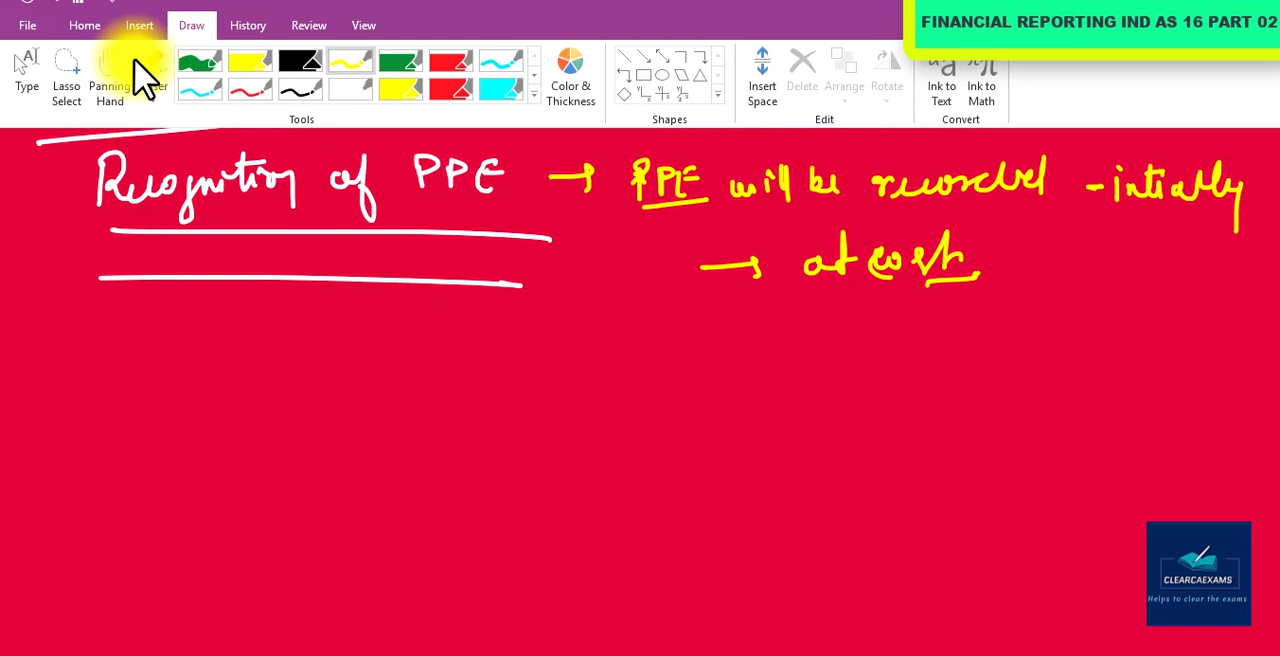 File Home Insert Draw History Review View
FINANCIAL REPORTING IND AS 16 PART 02
Type Lasso Select Panning Hand Color & Thickness Insert Space Delete Arrange Rotate Ink to Text Ink to Math
Tools Shapes Edit Convert
Recognition of PPE → PPE will be recorded - intially
→ at cost
CLEARCAEXAMS
Helps to clear the exams